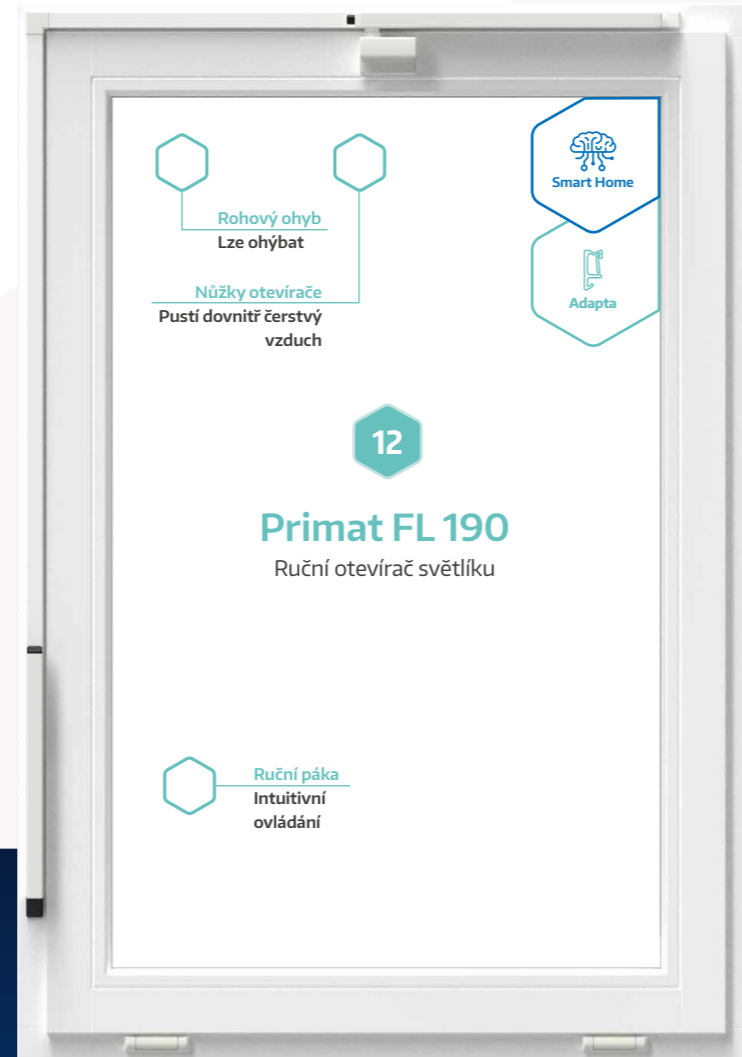 Smart Home
Rohový ohyb
Lze ohýbat
Adapta
Nůžky otevírače
Pustí dovnitř čerstvý
vzduch
12
Primat FL 190
Ruční otevírač světlíku
Ruční páka
Intuitivní
ovládání